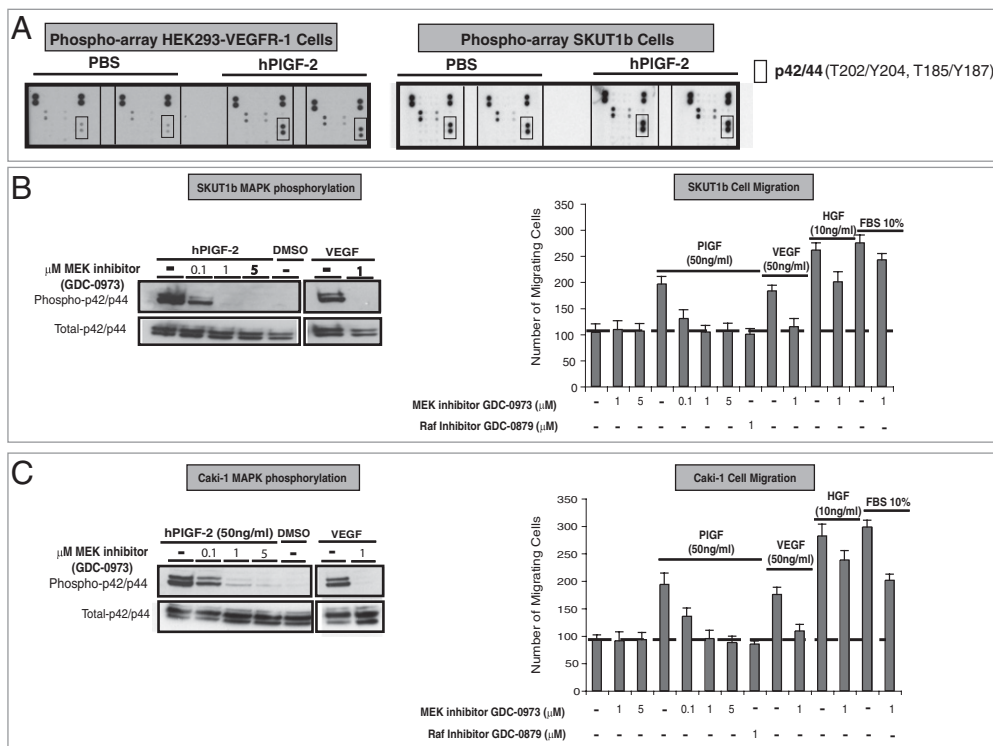 A
Phospho-array HEK293-VEGFR-1 Cells
Phospho-array SKUT1b Cells
PBS
hPIGF-2
PBS
hPIGF-2
p42/44 (T202/Y204, T185/Y187)
B
SKUT1b MAPK phosphorylation
hPIGF-2 DMSO VEGF
µM MEK inhibitor (GDC-0973)
- 0.1 1 5 - - 1
Phospho-p42/p44
Total-p42/p44
SKUT1b Cell Migration
Number of Migrating Cells
350
300
250
200
150
100
50
0
PIGF (50ng/ml)
VEGF (50ng/ml)
HGF (10ng/ml)
FBS 10%
MEK inhibitor GDC-0973 (µM) - 1 5 - 0.1 1 5 - - 1 - 1 - 1
Raf Inhibitor GDC-0879 (µM) - - - - - - - 1 - - - - - -
C
Caki-1 MAPK phosphorylation
hPIGF-2 (50ng/ml) DMSO VEGF
µM MEK inhibitor (GDC-0973)
- 0.1 1 5 - - 1
Phospho-p42/p44
Total-p42/p44
Caki-1 Cell Migration
Number of Migrating Cells
350
300
250
200
150
100
50
0
PIGF (50ng/ml)
VEGF (50ng/ml)
HGF (10ng/ml)
FBS 10%
MEK inhibitor GDC-0973 (µM) - 1 5 - 0.1 1 5 - - 1 - 1 - 1
Raf Inhibitor GDC-0879 (µM) - - - - - - - 1 - - - - - -